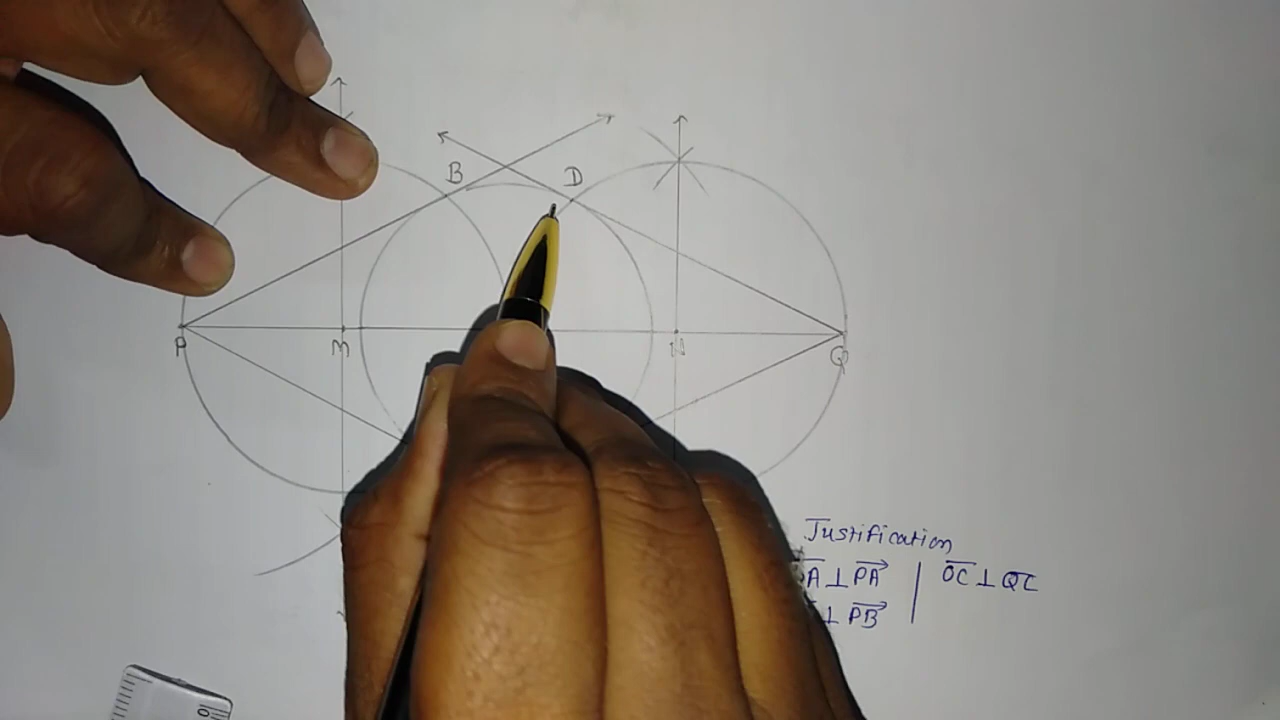 B
D
P
M
Q
Justification
A ⊥ PA | OC ⊥ QC
⊥ PB